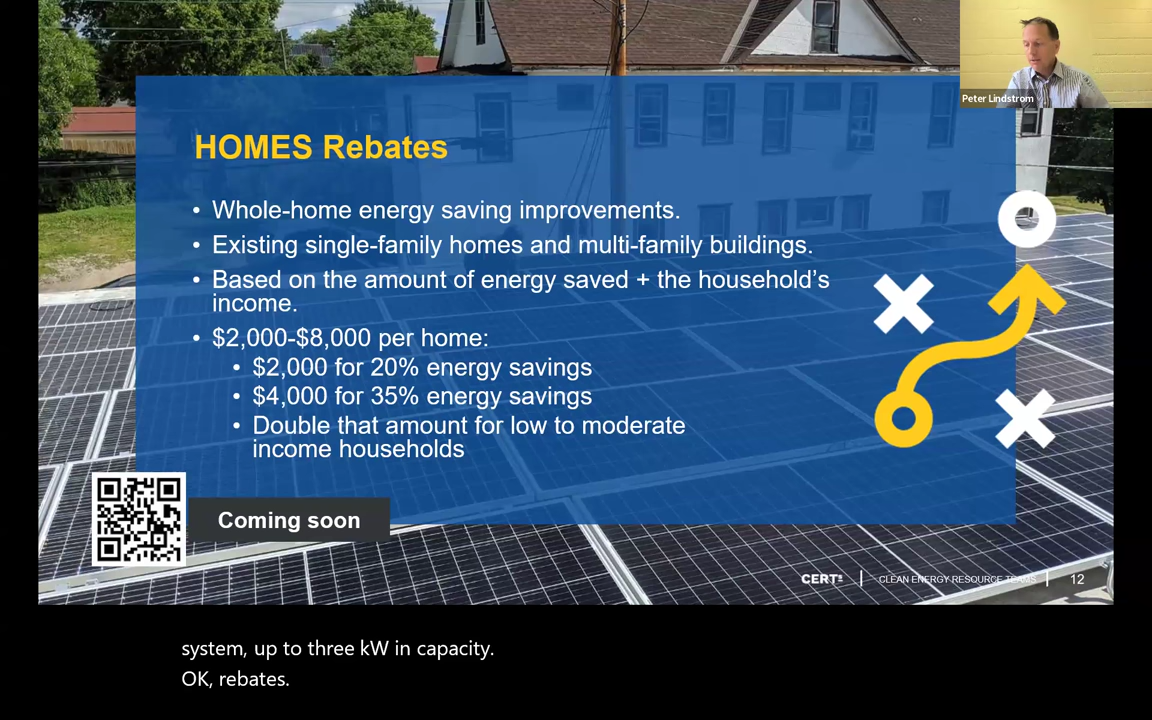 Peter Lindstrom
HOMES Rebates
• Whole-home energy saving improvements.
• Existing single-family homes and multi-family buildings.
• Based on the amount of energy saved + the household's
income.
• $2,000-$8,000 per home:
• $2,000 for 20% energy savings
• $4,000 for 35% energy savings
• Double that amount for low to moderate
income households
Coming soon
CERTs | CLEAN ENERGY RESOURCE TEAMS | 12
system, up to three kW in capacity.
OK, rebates.